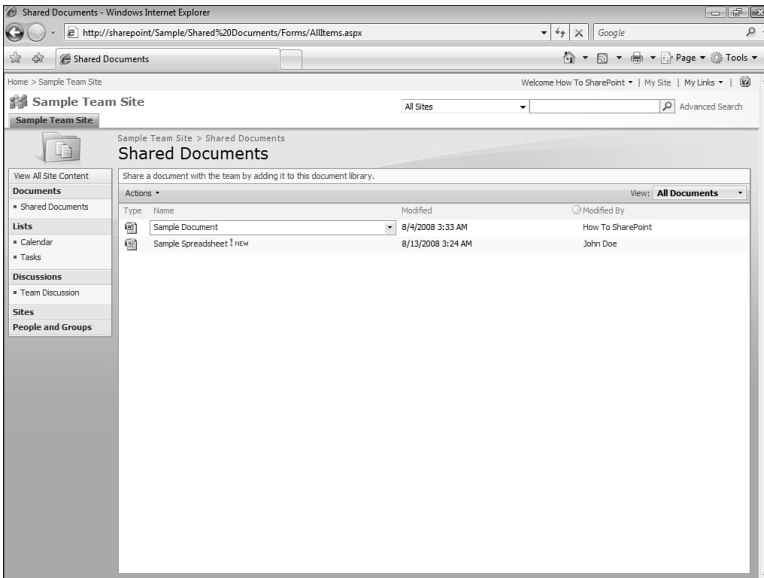 Shared Documents - Windows Internet Explorer
http://sharepoint/Sample/Shared%20Documents/Forms/AllItems.aspx
Google
Shared Documents
Page
Tools
Home > Sample Team Site
Welcome How To SharePoint | My Site | My Links |
Sample Team Site
All Sites
Advanced Search
Sample Team Site
Sample Team Site > Shared Documents
Shared Documents
View All Site Content
Share a document with the team by adding it to this document library.
Documents
Actions
View: All Documents
Shared Documents
Type Name Modified Modified By
Lists
Sample Document 8/4/2008 3:33 AM How To SharePoint
Calendar
Sample Spreadsheet ! NEW 8/13/2008 3:24 AM John Doe
Tasks
Discussions
Team Discussion
Sites
People and Groups